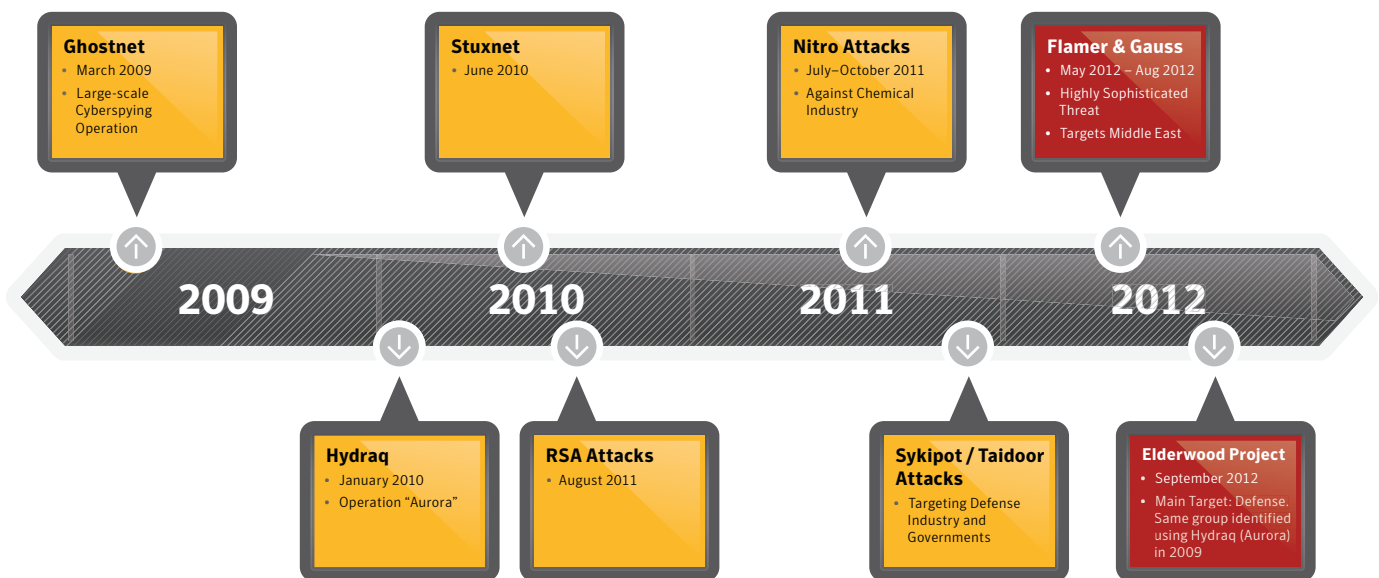 Ghostnet
• March 2009
• Large-scale
Cyberspying
Operation
Stuxnet
• June 2010
Nitro Attacks
• July–October 2011
• Against Chemical
Industry
Flamer & Gauss
• May 2012 – Aug 2012
• Highly Sophisticated
Threat
• Targets Middle East
2009
2010
2011
2012
Hydraq
• January 2010
• Operation “Aurora”
RSA Attacks
• August 2011
Sykipot / Taidoor
Attacks
• Targeting Defense
Industry and
Governments
Elderwood Project
• September 2012
• Main Target: Defense.
Same group identified
using Hydraq (Aurora)
in 2009